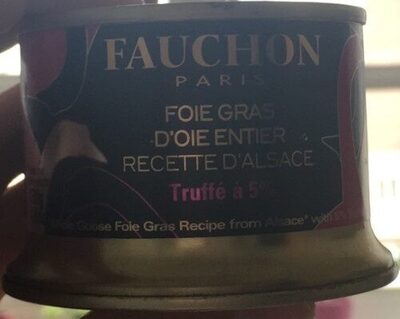 FAUCHON
PARIS
FOIE GRAS
D'OIE ENTIER
RECETTE D'ALSACE
Truffé à 5%
Goose Foie Gras Recipe from Alsace* with